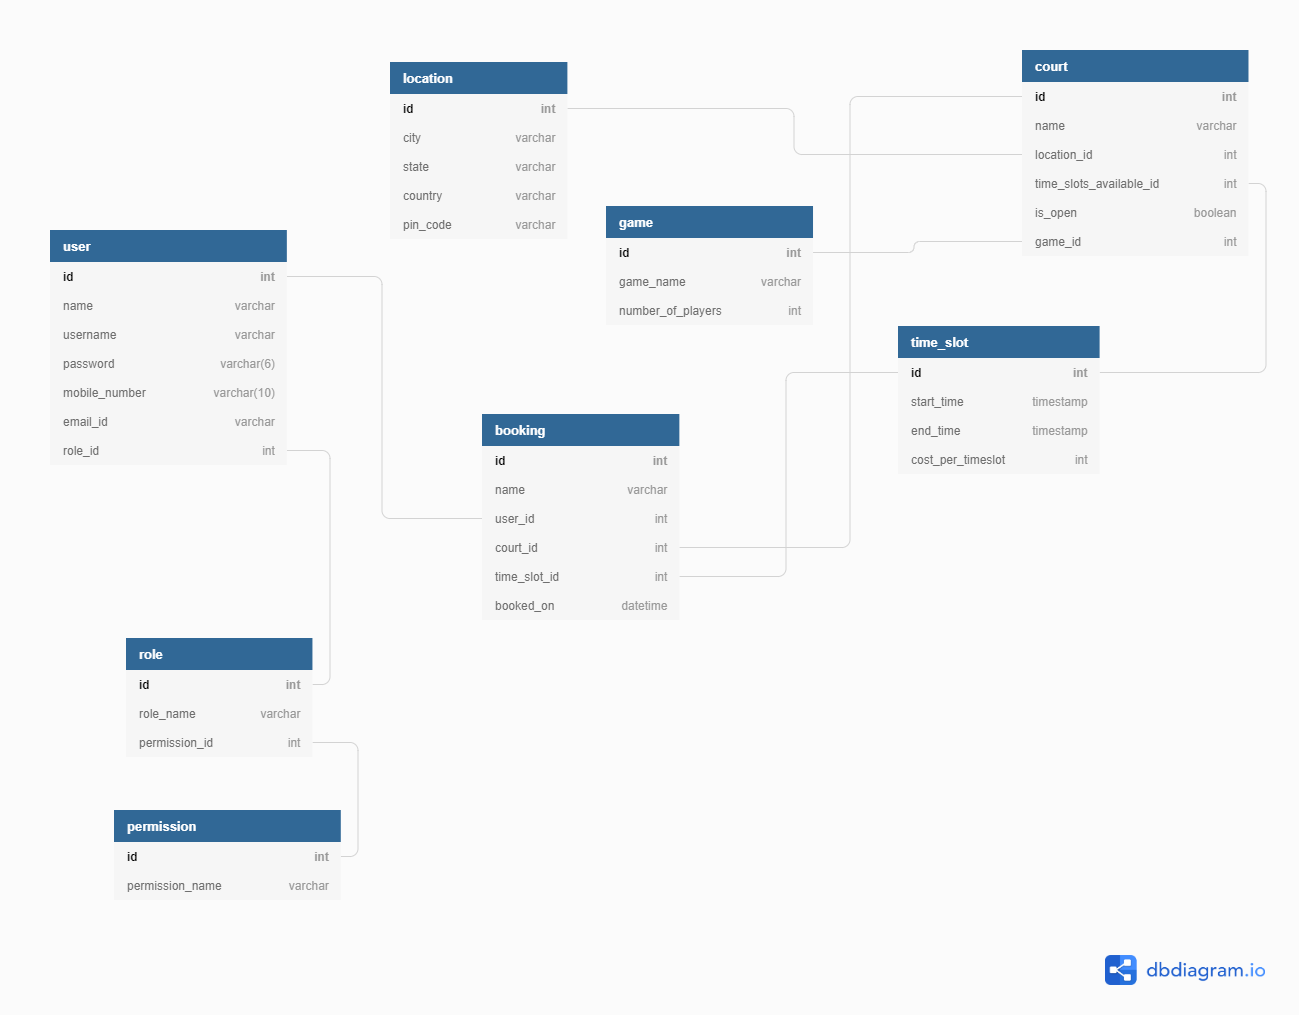 location
id int
city varchar
state varchar
country varchar
pin_code varchar
court
id int
name varchar
location_id int
time_slots_available_id int
is_open boolean
game_id int
game
id int
game_name varchar
number_of_players int
user
id int
name varchar
username varchar
password varchar(6)
mobile_number varchar(10)
email_id varchar
role_id int
time_slot
id int
start_time timestamp
end_time timestamp
cost_per_timeslot int
booking
id int
name varchar
user_id int
court_id int
time_slot_id int
booked_on datetime
role
id int
role_name varchar
permission_id int
permission
id int
permission_name varchar
dbdiagram.io